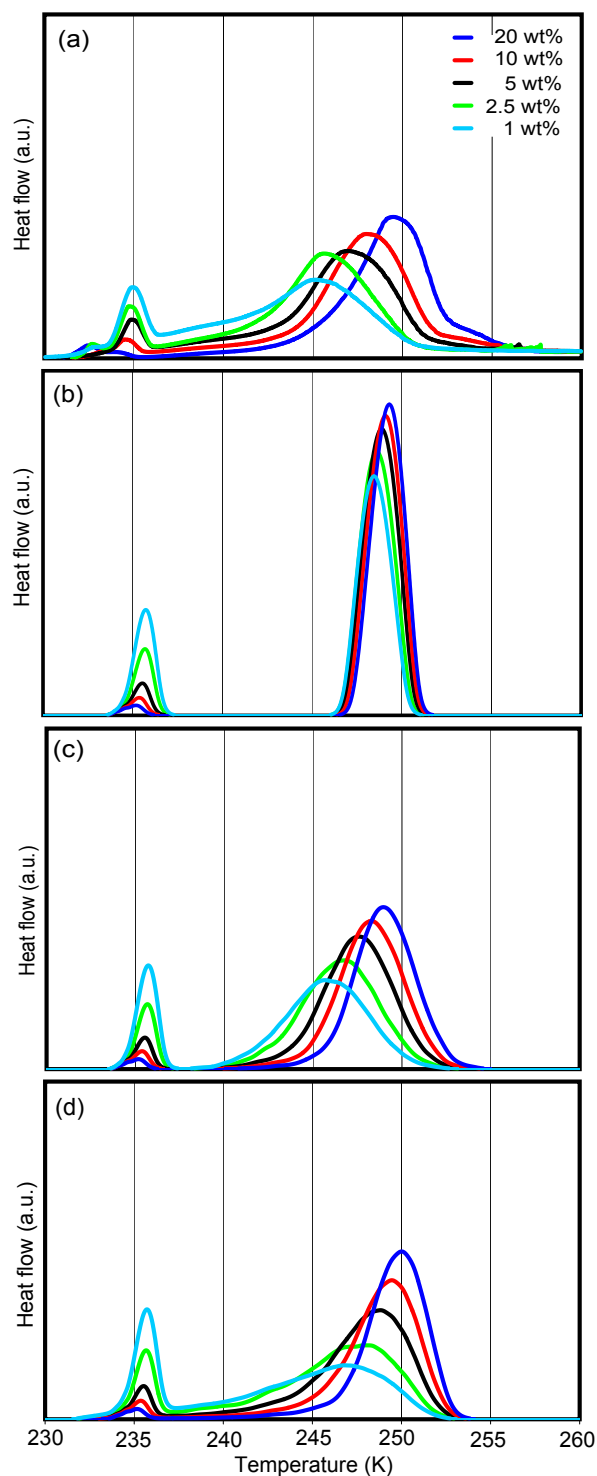 (a)
20 wt%
10 wt%
5 wt%
2.5 wt%
1 wt%
Heat flow (a.u.)
(b)
Heat flow (a.u.)
(c)
Heat flow (a.u.)
(d)
Heat flow (a.u.)
230 235 240 245 250 255 260
Temperature (K)